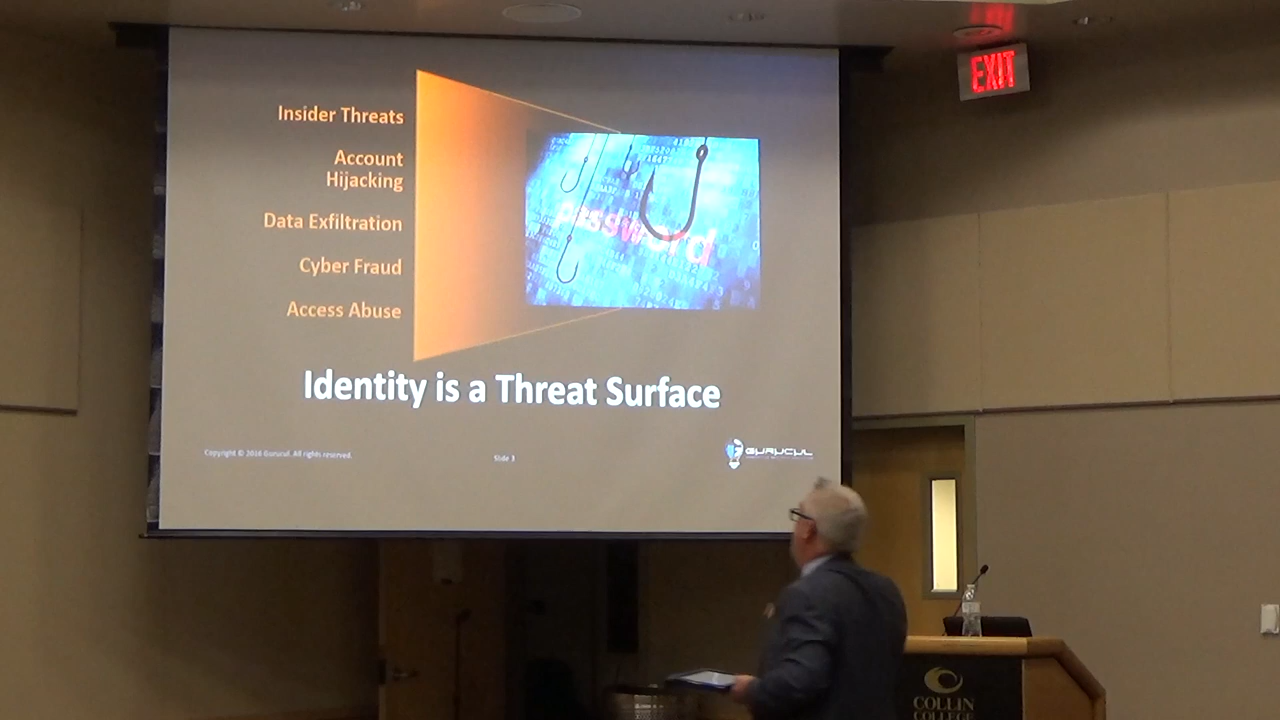 EXIT
Insider Threats
Account
Hijacking
Data Exfiltration
Cyber Fraud
Access Abuse
password
Identity is a Threat Surface
Copyright © 2016 Gurucul. All rights reserved.
Slide 3
GURUCUL
COLLIN
COLLEGE